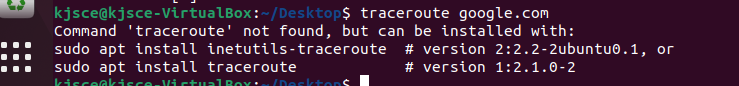 kjsce@kjsce-VirtualBox:~/Desktop$ traceroute google.com
Command 'traceroute' not found, but can be installed with:
sudo apt install inetutils-traceroute  # version 2:2.2-2ubuntu0.1, or
sudo apt install traceroute            # version 1:2.1.0-2
kjsce@kjsce-VirtualBox:~/Desktop$